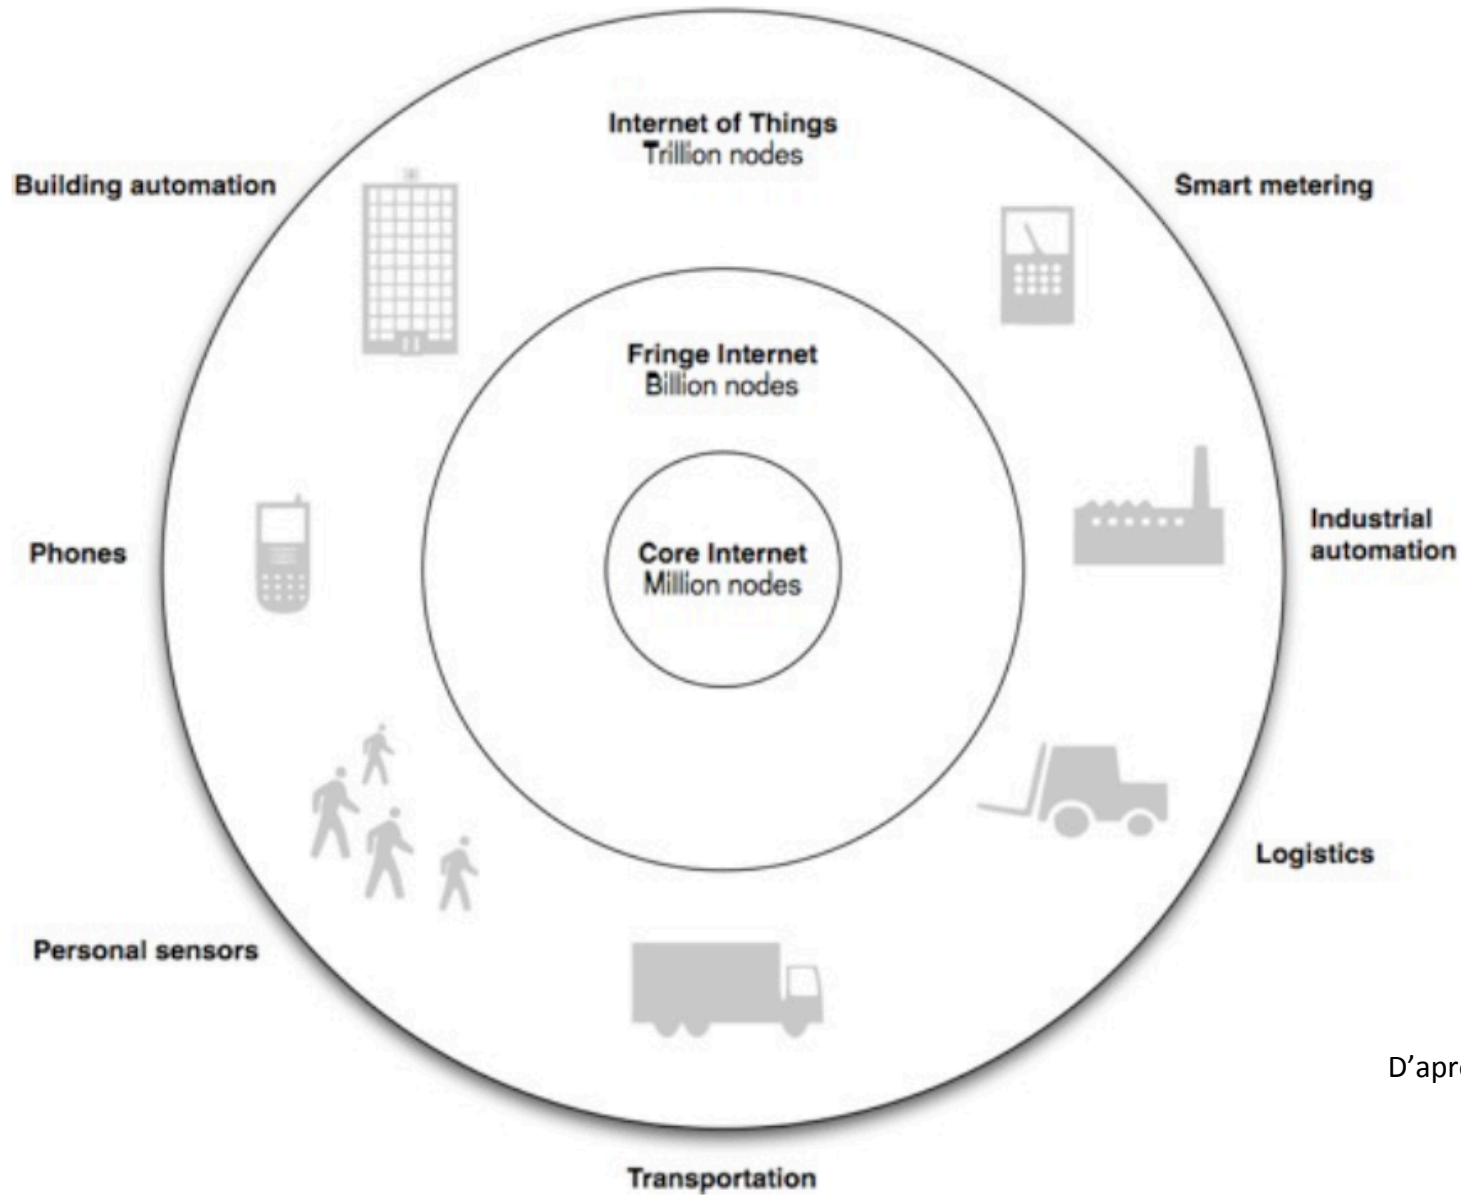 Internet of Things
Trillion nodes
Building automation
Smart metering
Fringe Internet
Billion nodes
Core Internet
Million nodes
Phones
Industrial
automation
Logistics
Personal sensors
Transportation